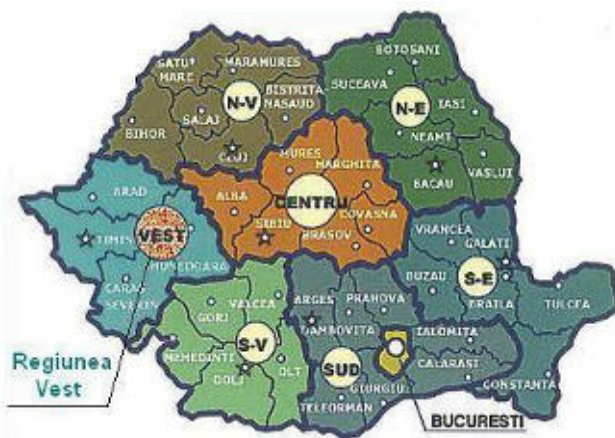 BOTOSANI
SATU
MARE
MARAMURES
SUCEAVA
N-V
BISTRITA
NASAUD
N-E
IASI
SALAJ
BIHOR
NEAMT
CLUJ
MURES
HARGHITA
BACAU
VASLUI
ARAD
ALBA
CENTRU
COVASNA
VRANCEA
TIMIS
VEST
SIBIU
BRASOV
GALATI
HUNEDOARA
BUZAU
S-E
CARAS
SEVERIN
VALCEA
ARGES
PRAHOVA
BRAILA
TULCEA
GORJ
DAMBOVITA
IALOMITA
S-V
MEHEDINTI
OLT
SUD
CALARASI
Regiunea
Vest
DOLJ
GIURGIU
CONSTANTA
TELEORMAN
BUCURESTI